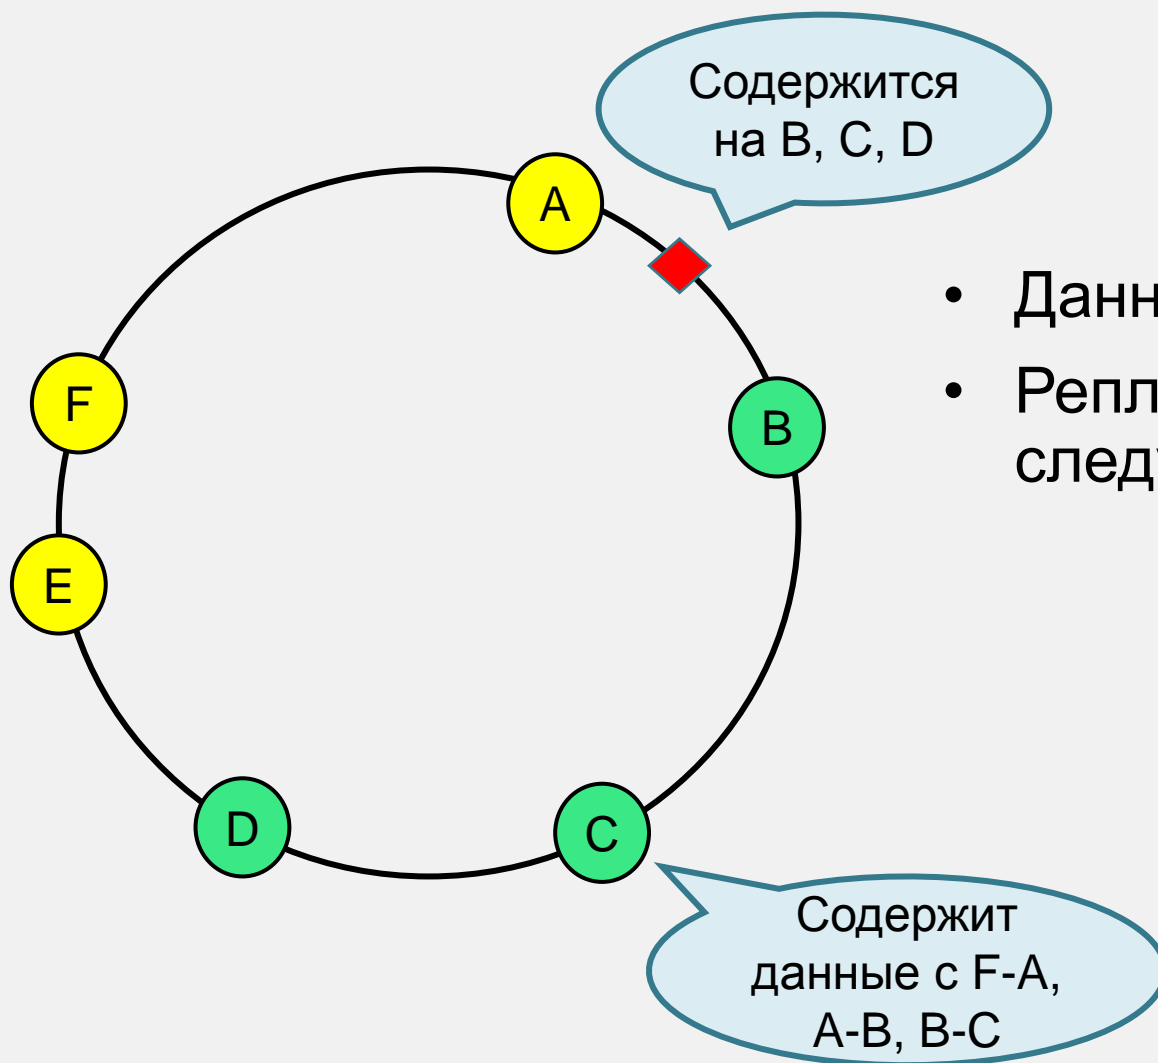 Содержится
на B, C, D
A
F
B
E
D
C
Содержит
данные с F-A,
A-B, B-C
•
•